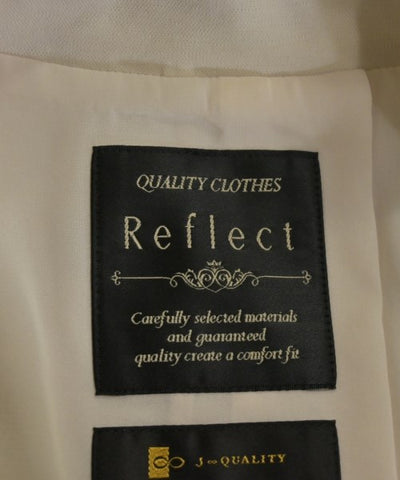 QUALITY CLOTHES
Reflect
Carefully selected materials
and guaranteed
quality create a comfort fit
J∞QUALITY